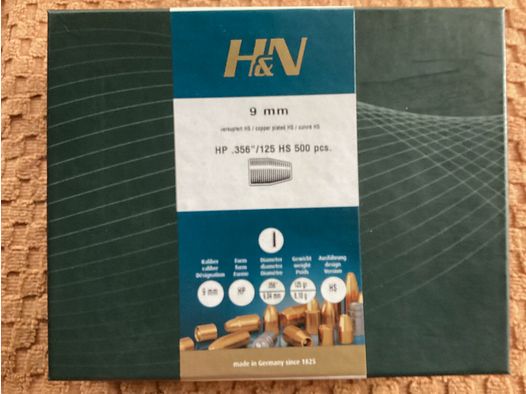 H&N
9 mm
verkupfert HS / copper plated HS / cuivré HS
HP .356"/125 HS 500 pcs.
Kaliber Form Diameter Gewicht Ausführung
caliber form diameter weight design
Désignation Forme Diamètre Poids Version
9 mm HP .356" 125 gr HS
9,04 mm 8,10 g
made in Germany since 1825